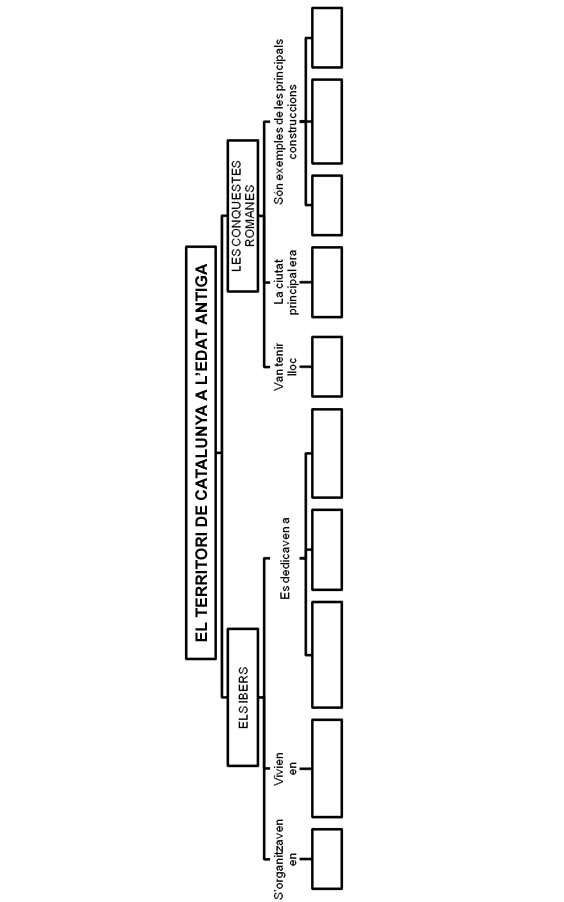 EL TERRITORI DE CATALUNYA A L'EDAT ANTIGA
ELS IBERS
LES CONQUESTES
ROMANES
S'organitzaven
en
Vivien
en
Es dedicaven a
Van tenir
lloc
La ciutat
principal era
Són exemples de les principals
construccions